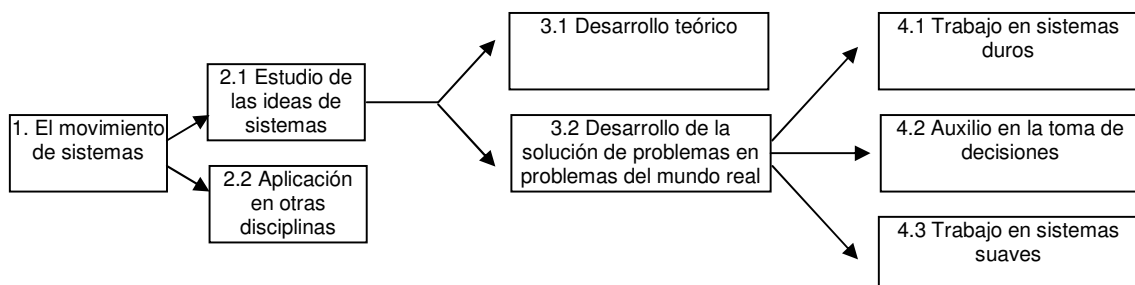 1. El movimiento
de sistemas
2.1 Estudio de
las ideas de
sistemas
2.2 Aplicación
en otras
disciplinas
3.1 Desarrollo teórico
3.2 Desarrollo de la
solución de problemas en
problemas del mundo real
4.1 Trabajo en sistemas
duros
4.2 Auxilio en la toma de
decisiones
4.3 Trabajo en sistemas
suaves